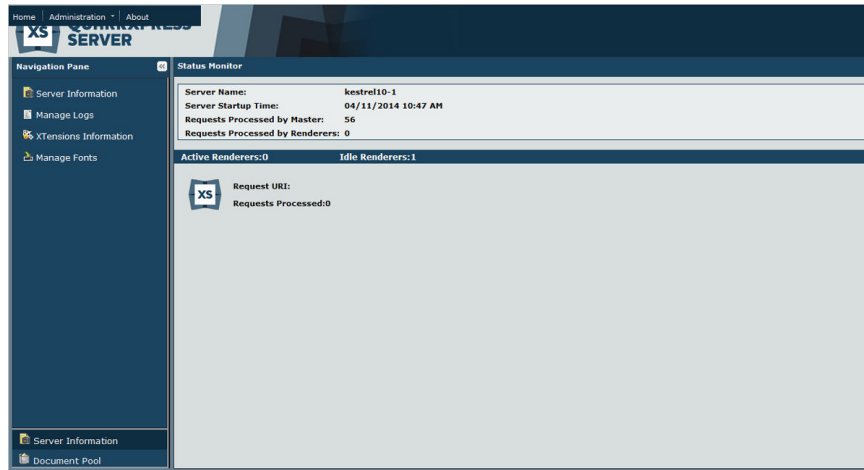 Home Administration About
XS
SERVER
Navigation Pane
Status Monitor
Server Information
Manage Logs
XTensions Information
Manage Fonts
Server Name: kestrel10-1
Server Startup Time: 04/11/2014 10:47 AM
Requests Processed by Master: 56
Requests Processed by Renderers: 0
Active Renderers:0 Idle Renderers:1
XS
Request URI:
Requests Processed:0
Server Information
Document Pool